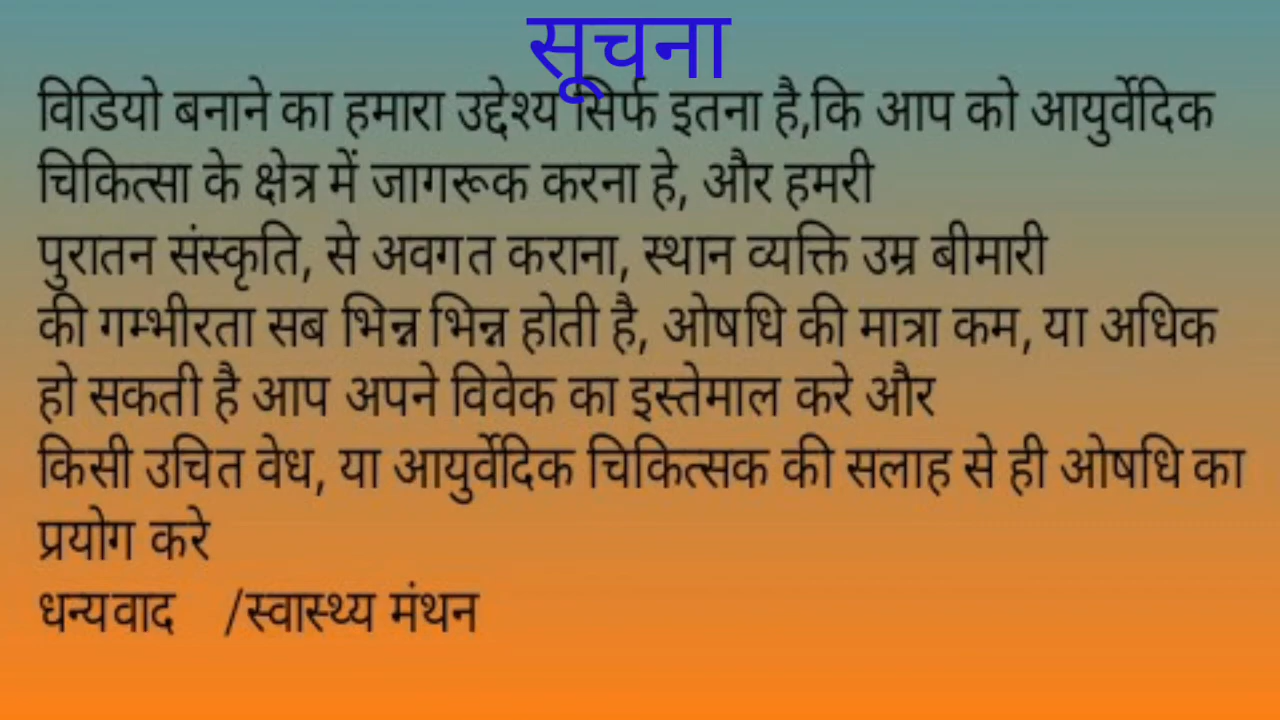 सूचना
विडियो बनाने का हमारा उद्देश्य सिर्फ इतना है,कि आप को आयुर्वेदिक
चिकित्सा के क्षेत्र में जागरूक करना हे, और हमरी
पुरातन संस्कृति, से अवगत कराना, स्थान व्यक्ति उम्र बीमारी
की गम्भीरता सब भिन्न भिन्न होती है, ओषधि की मात्रा कम, या अधिक
हो सकती है आप अपने विवेक का इस्तेमाल करे और
किसी उचित वेध, या आयुर्वेदिक चिकित्सक की सलाह से ही ओषधि का
प्रयोग करे
धन्यवाद /स्वास्थ्य मंथन